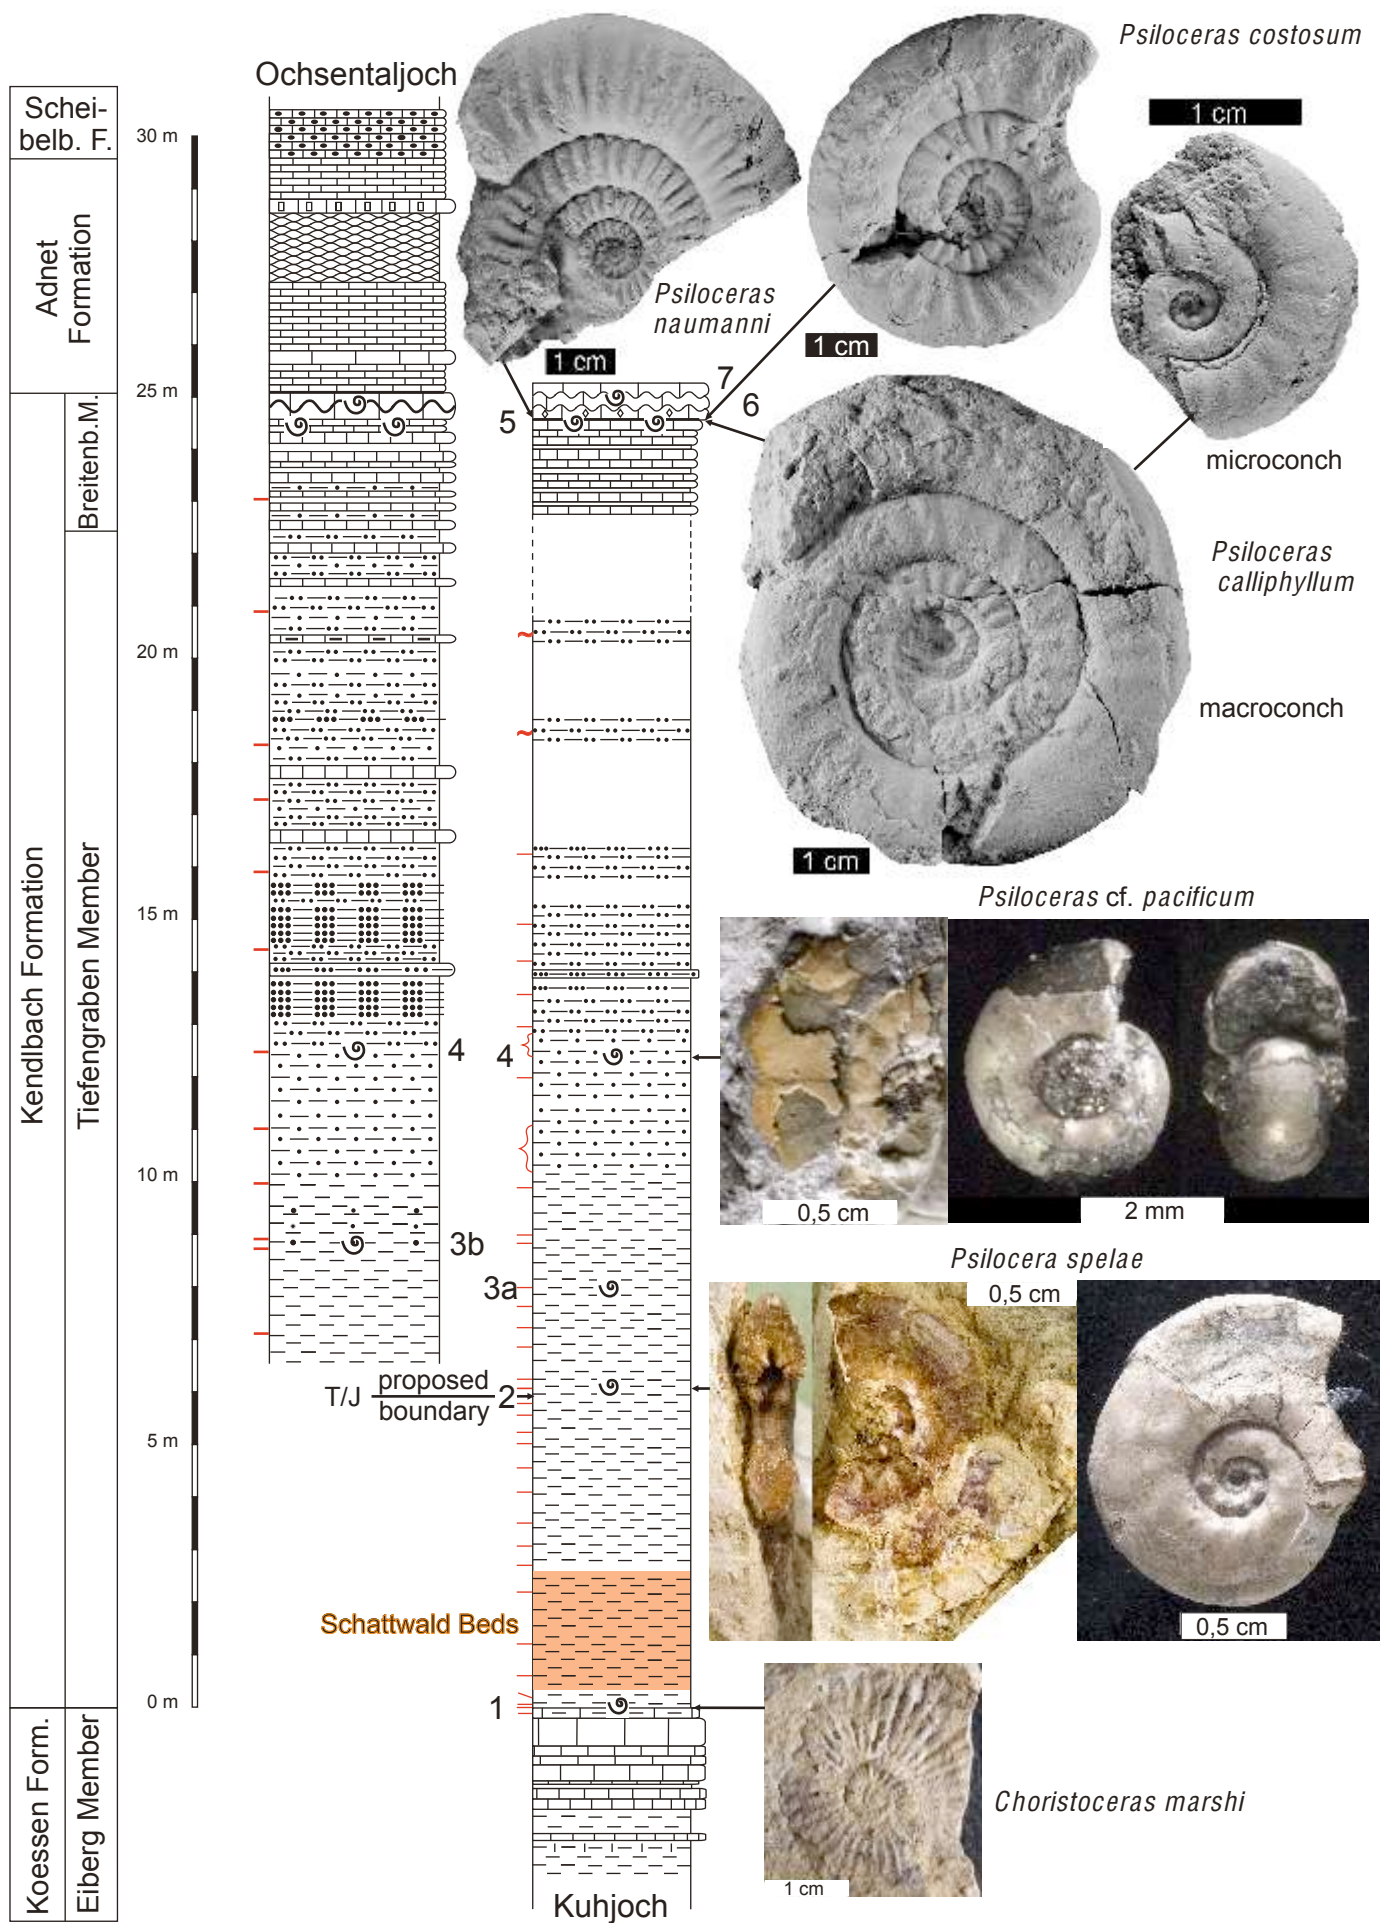 Psiloceras costosum
Ochsentaljoch
Schei-
belb. F.
1 cm
30 m
Adnet
Formation
Psiloceras
naumanni
1 cm
1 cm
7
25 m
6
5
Breitenb.M.
microconch
Psiloceras
calliphyllum
20 m
macroconch
Kendlbach Formation
Tiefengraben Member
1 cm
Psiloceras cf. pacificum
15 m
4
4
10 m
0,5 cm
2 mm
3b
Psilocera spelae
3a
0,5 cm
T/J
proposed
boundary
2
5 m
Schattwald Beds
0,5 cm
0 m
1
Koessen Form.
Eiberg Member
Choristoceras marshi
1 cm
Kuhjoch